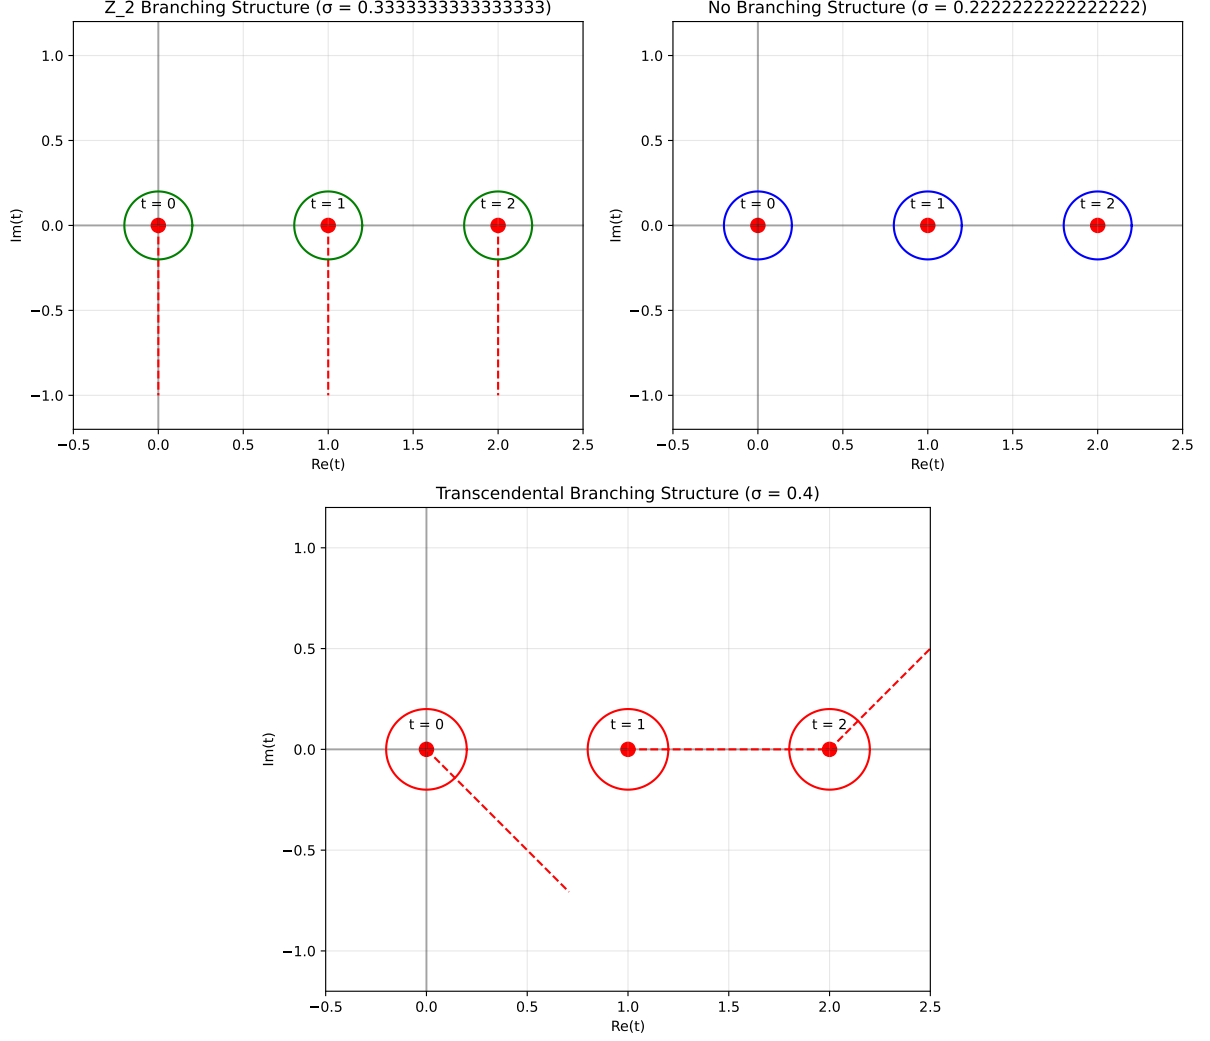 Z_2 Branching Structure (σ = 0.3333333333333333)
1.0
0.5
0.0
−0.5
−1.0
Im(t)
t = 0
t = 1
t = 2
−0.5
0.0
0.5
1.0
1.5
2.0
2.5
Re(t)
No Branching Structure (σ = 0.2222222222222222)
1.0
0.5
0.0
−0.5
−1.0
Im(t)
t = 0
t = 1
t = 2
−0.5
0.0
0.5
1.0
1.5
2.0
2.5
Re(t)
Transcendental Branching Structure (σ = 0.4)
1.0
0.5
0.0
−0.5
−1.0
Im(t)
t = 0
t = 1
t = 2
−0.5
0.0
0.5
1.0
1.5
2.0
2.5
Re(t)